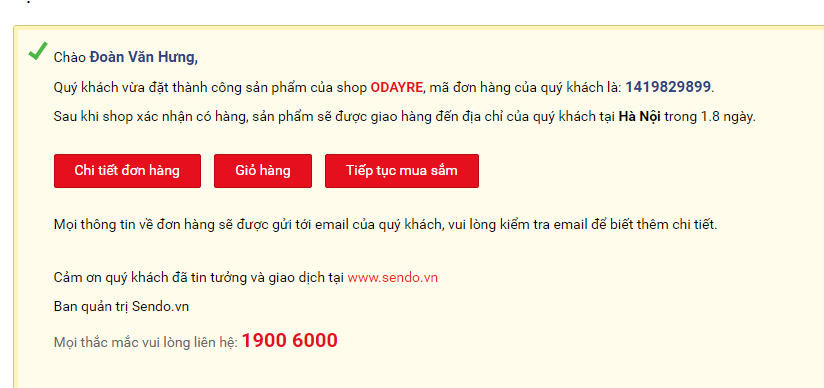 Chào Đoàn Văn Hưng,
Quý khách vừa đặt thành công sản phẩm của shop ODAYRE, mã đơn hàng của quý khách là: 1419829899.
Sau khi shop xác nhận có hàng, sản phẩm sẽ được giao hàng đến địa chỉ của quý khách tại Hà Nội trong 1.8 ngày.
Chi tiết đơn hàng Giỏ hàng Tiếp tục mua sắm
Mọi thông tin về đơn hàng sẽ được gửi tới email của quý khách, vui lòng kiểm tra email để biết thêm chi tiết.
Cảm ơn quý khách đã tin tưởng và giao dịch tại www.sendo.vn
Ban quản trị Sendo.vn
Mọi thắc mắc vui lòng liên hệ: 1900 6000